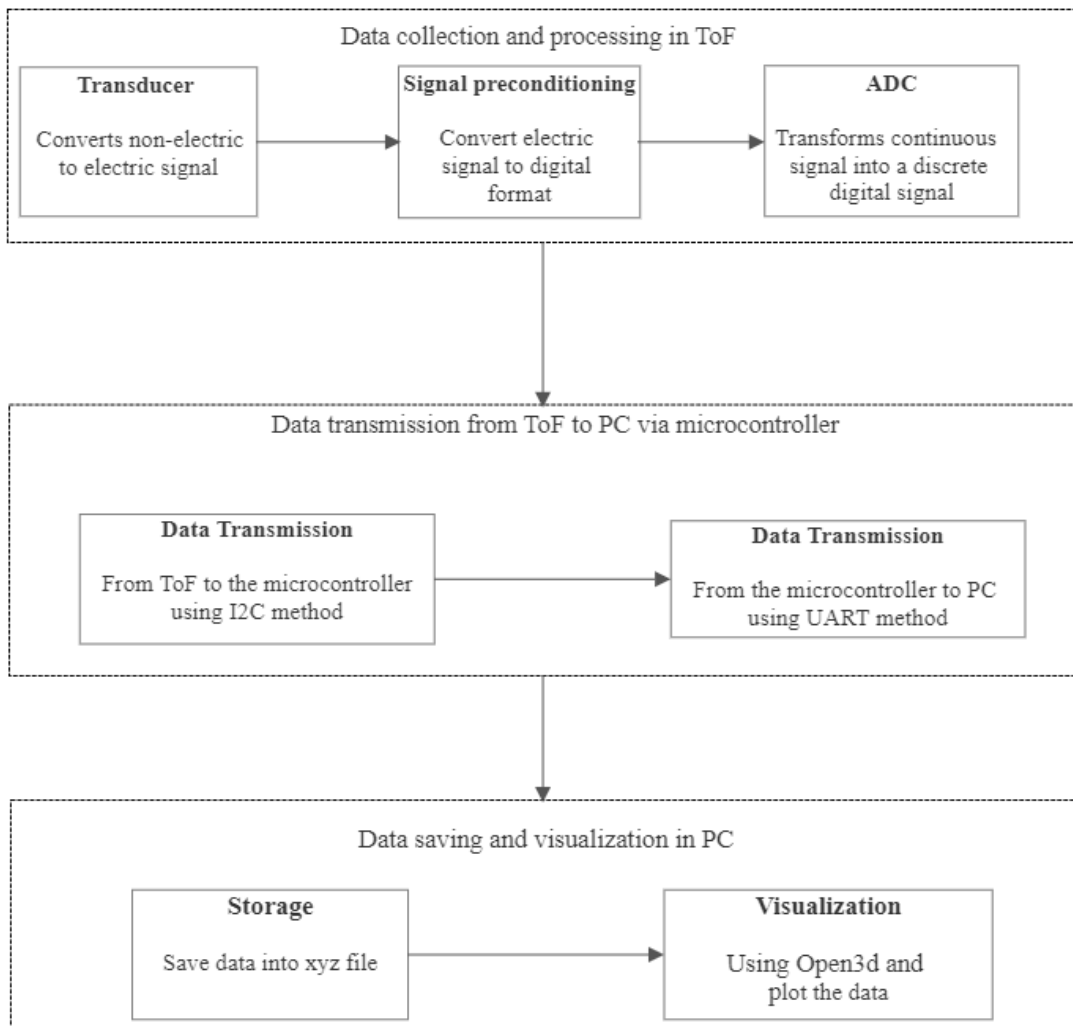 Data collection and processing in ToF
Transducer
Converts non-electric
to electric signal
Signal preconditioning
Convert electric
signal to digital
format
ADC
Transforms continuous
signal into a discrete
digital signal
Data transmission from ToF to PC via microcontroller
Data Transmission
From ToF to the microcontroller
using I2C method
Data Transmission
From the microcontroller to PC
using UART method
Data saving and visualization in PC
Storage
Save data into xyz file
Visualization
Using Open3d and
plot the data